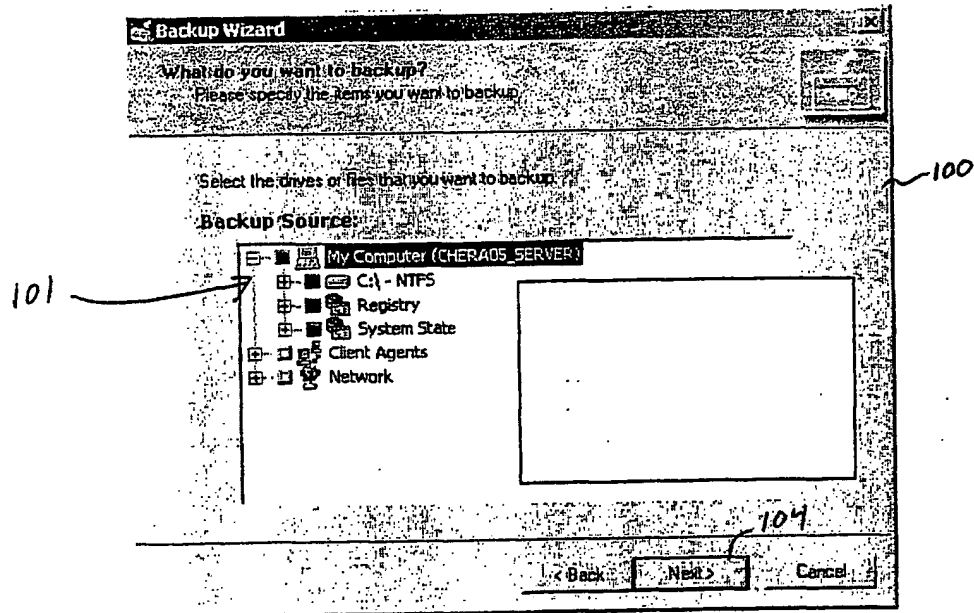 Backup Wizard
What do you want to backup?
Please specify the items you want to backup.
100
Select the drives or files that you want to backup.
Backup Source:
My Computer (CHERA05_SERVER)
101
C:\ - NTFS
Registry
System State
Client Agents
Network
104
< Back
Next >
Cancel